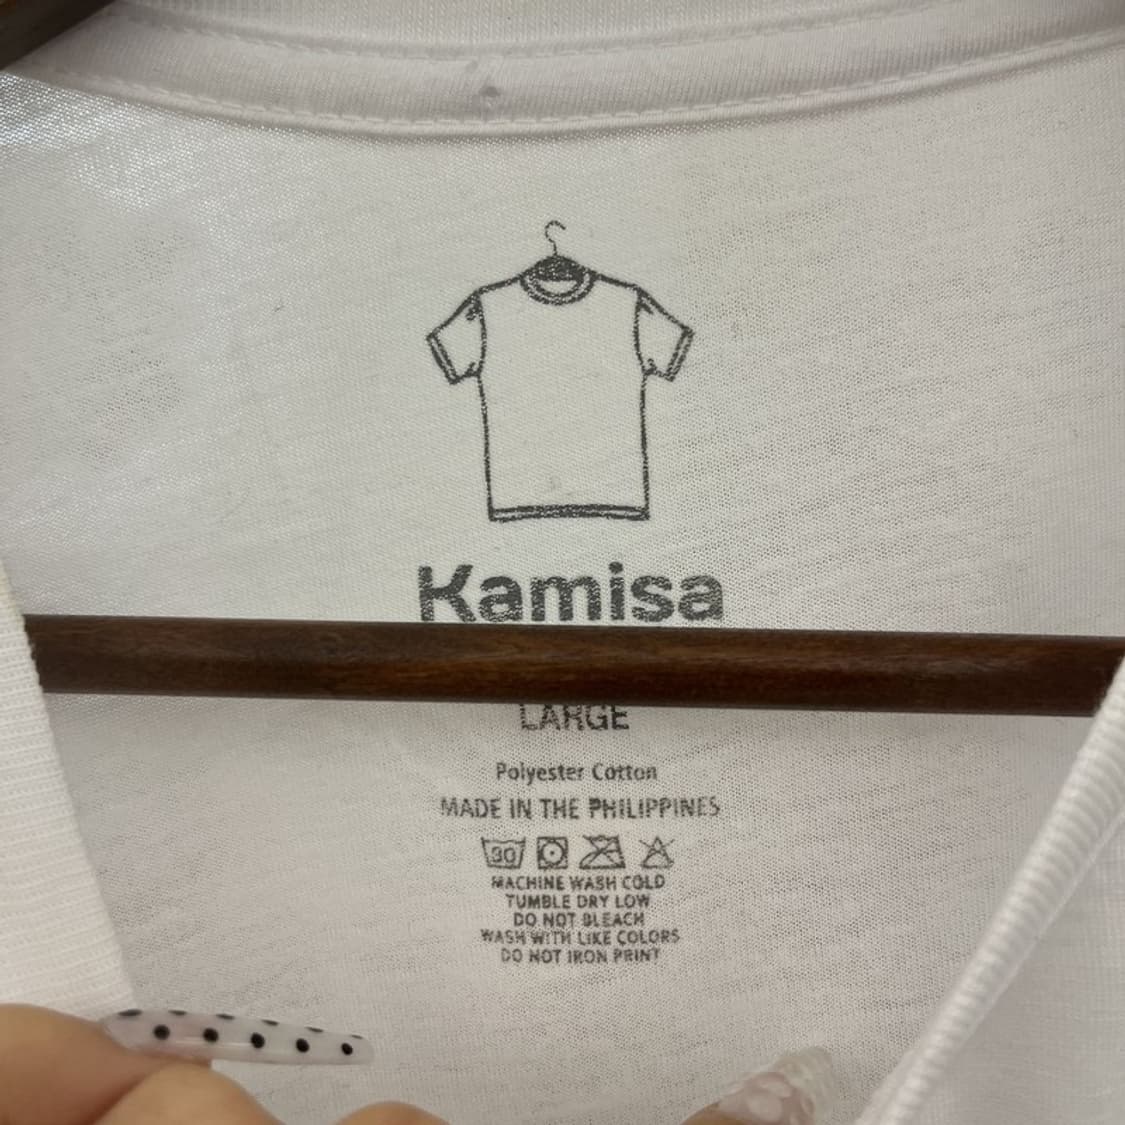 Kamisa
LARGE
Polyester Cotton
MADE IN THE PHILIPPINES
30
MACHINE WASH COLD
TUMBLE DRY LOW
DO NOT BLEACH
WASH WITH LIKE COLORS
DO NOT IRON PRINT